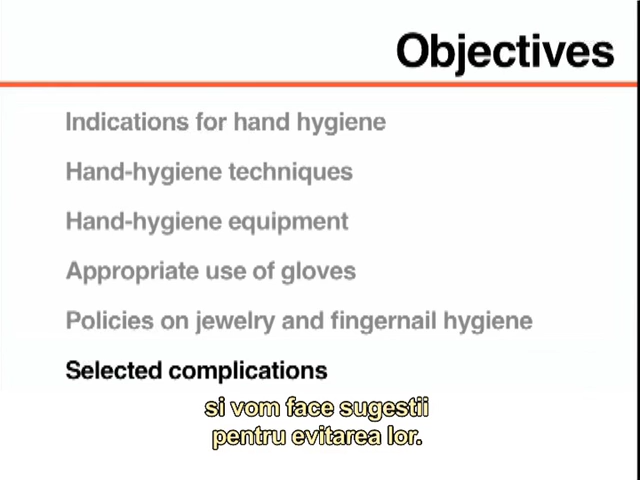 Objectives
Indications for hand hygiene
Hand-hygiene techniques
Hand-hygiene equipment
Appropriate use of gloves
Policies on jewelry and fingernail hygiene
Selected complications
si vom face sugestii
pentru evitarea lor.